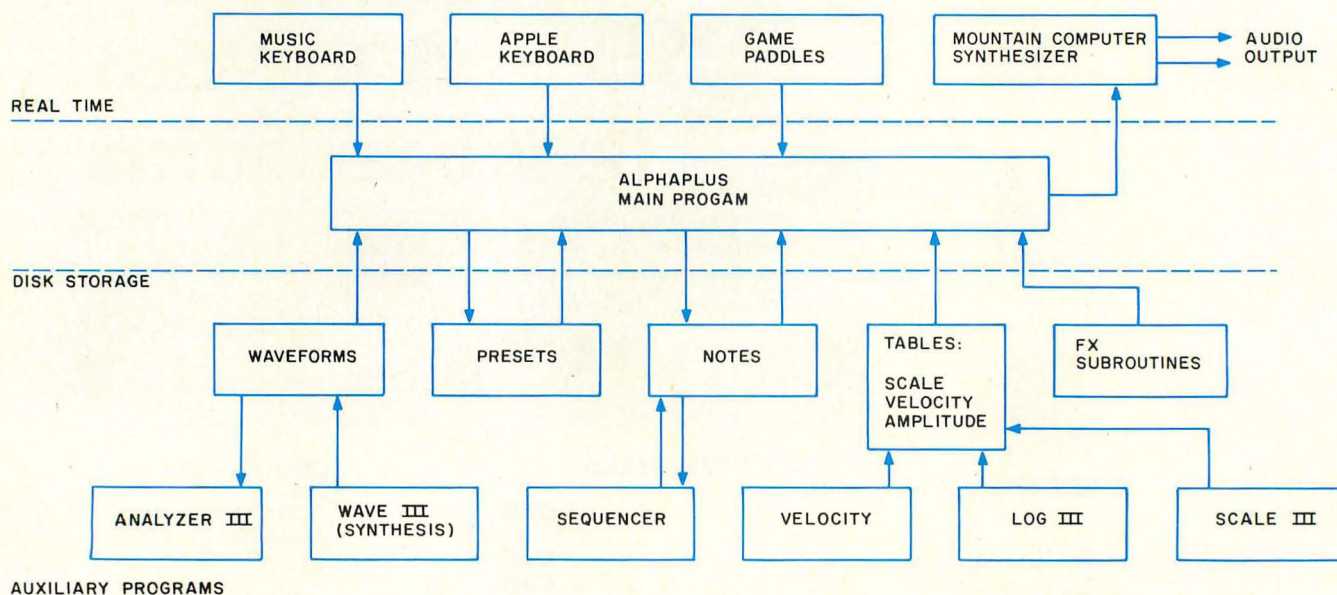 MUSIC
KEYBOARD
APPLE
KEYBOARD
GAME
PADDLES
MOUNTAIN COMPUTER
SYNTHESIZER
AUDIO
OUTPUT
REAL TIME
ALPHAPLUS
MAIN PROGAM
DISK STORAGE
WAVEFORMS
PRESETS
NOTES
TABLES:
SCALE
VELOCITY
AMPLITUDE
FX
SUBROUTINES
ANALYZER III
WAVE III
(SYNTHESIS)
SEQUENCER
VELOCITY
LOG III
SCALE III
AUXILIARY PROGRAMS